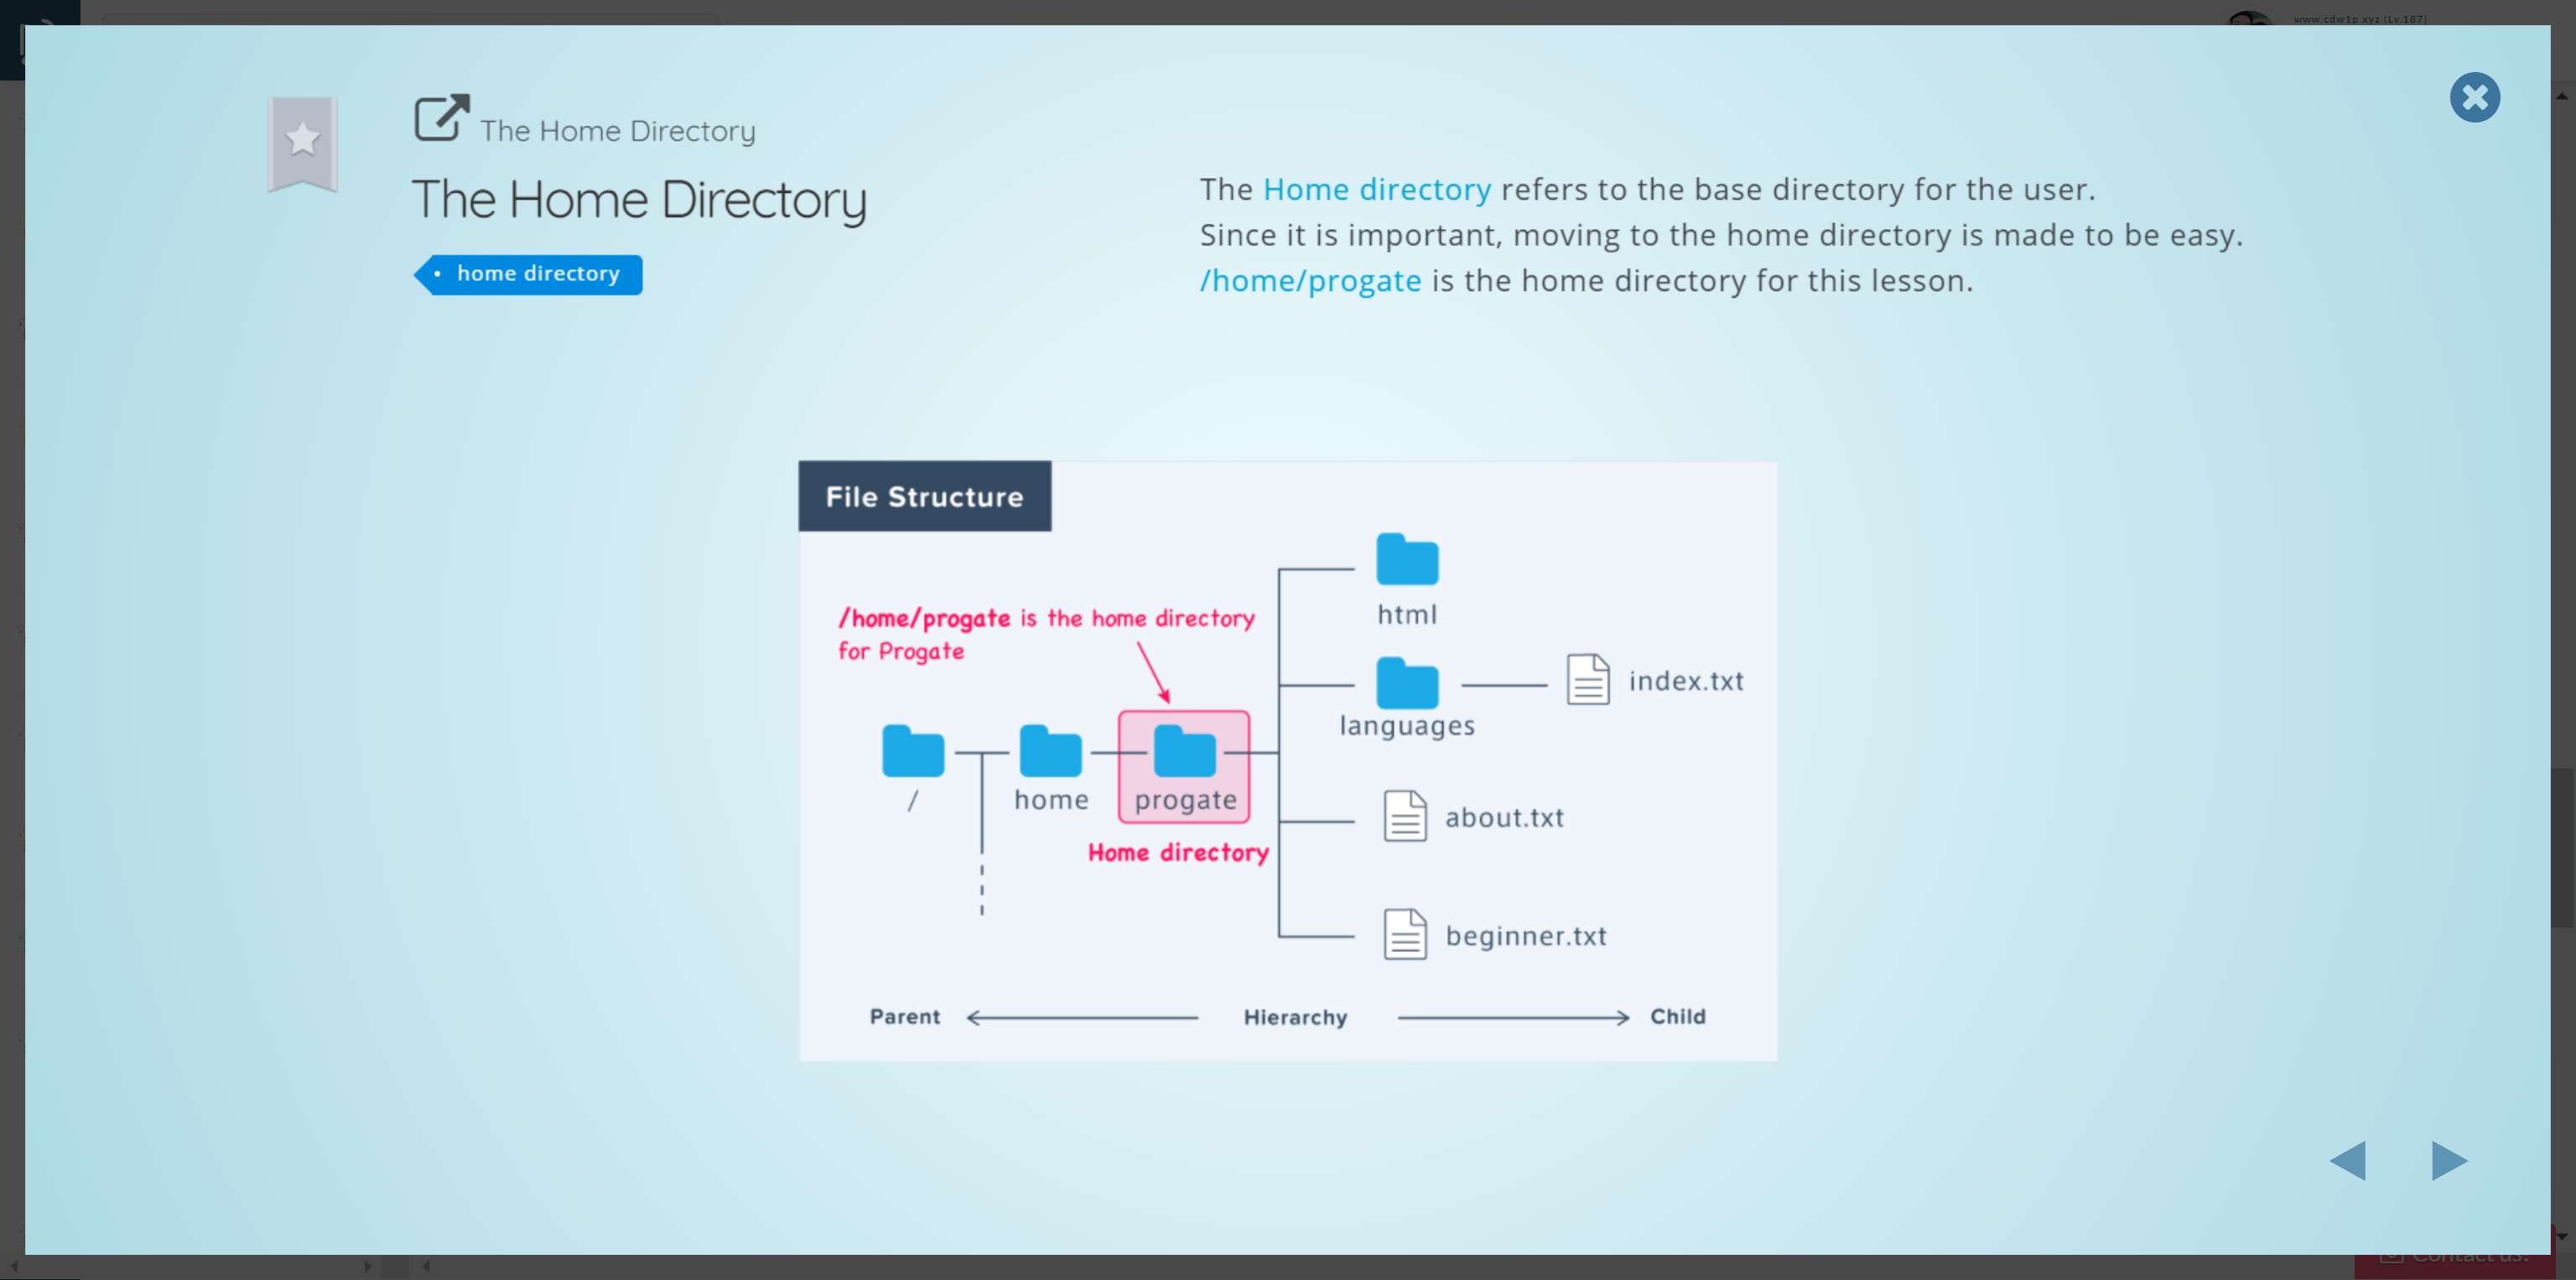 www.cdw1p.xyz (Lv.187)
The Home Directory
The Home Directory
• home directory
The Home directory refers to the base directory for the user.
Since it is important, moving to the home directory is made to be easy.
/home/progate is the home directory for this lesson.
File Structure
/home/progate is the home directory
for Progate
html
languages
index.txt
/
home
progate
Home directory
about.txt
beginner.txt
Parent
Hierarchy
Child
Contact us!